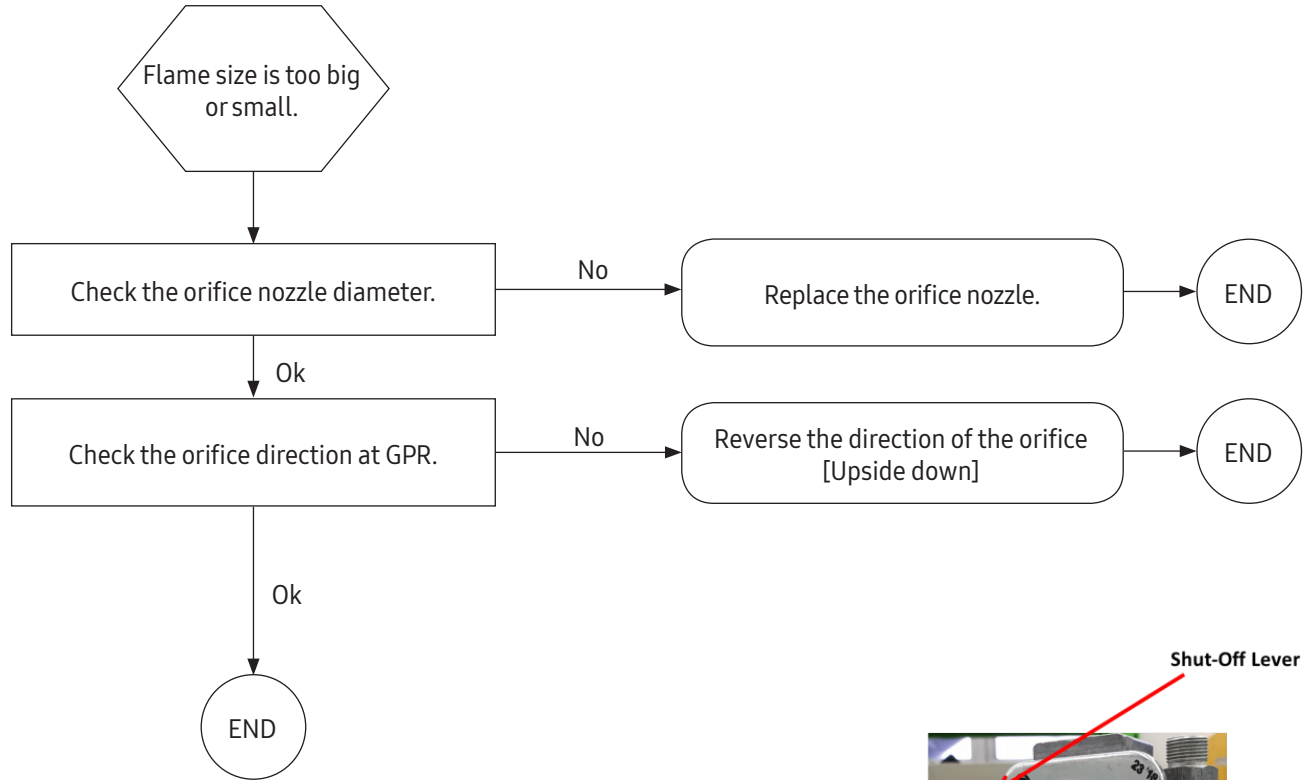 Flame size is too big
or small.
Check the orifice nozzle diameter.
No
Replace the orifice nozzle.
END
Ok
Check the orifice direction at GPR.
No
Reverse the direction of the orifice
[Upside down]
END
Ok
END
Shut-Off Lever
23 '18